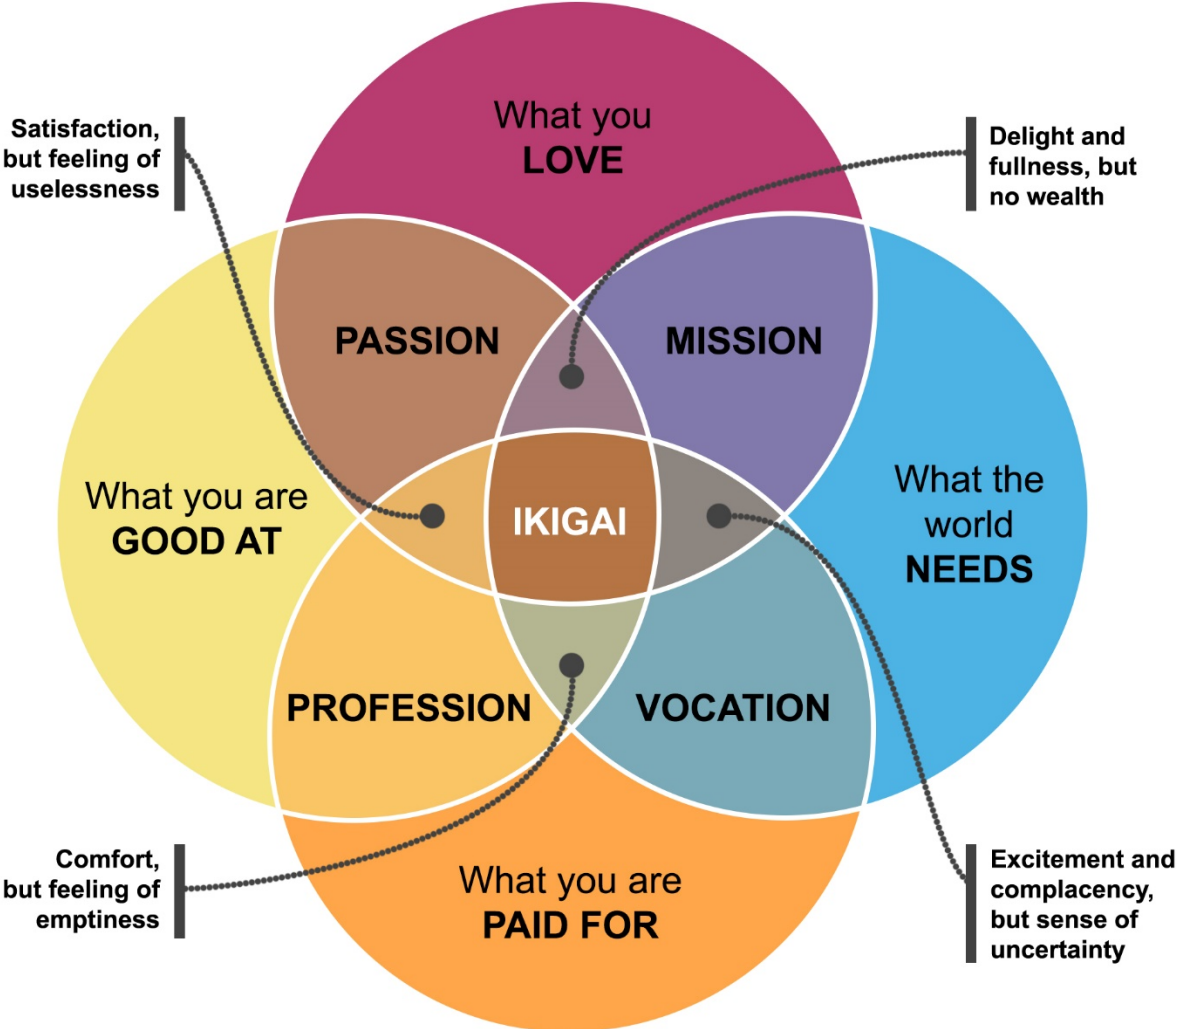 What you
LOVE
Satisfaction,
but feeling of
uselessness
Delight and
fullness, but
no wealth
PASSION
MISSION
What you are
GOOD AT
IKIGAI
What the
world
NEEDS
PROFESSION
VOCATION
Comfort,
but feeling of
emptiness
What you are
PAID FOR
Excitement and
complacency,
but sense of
uncertainty